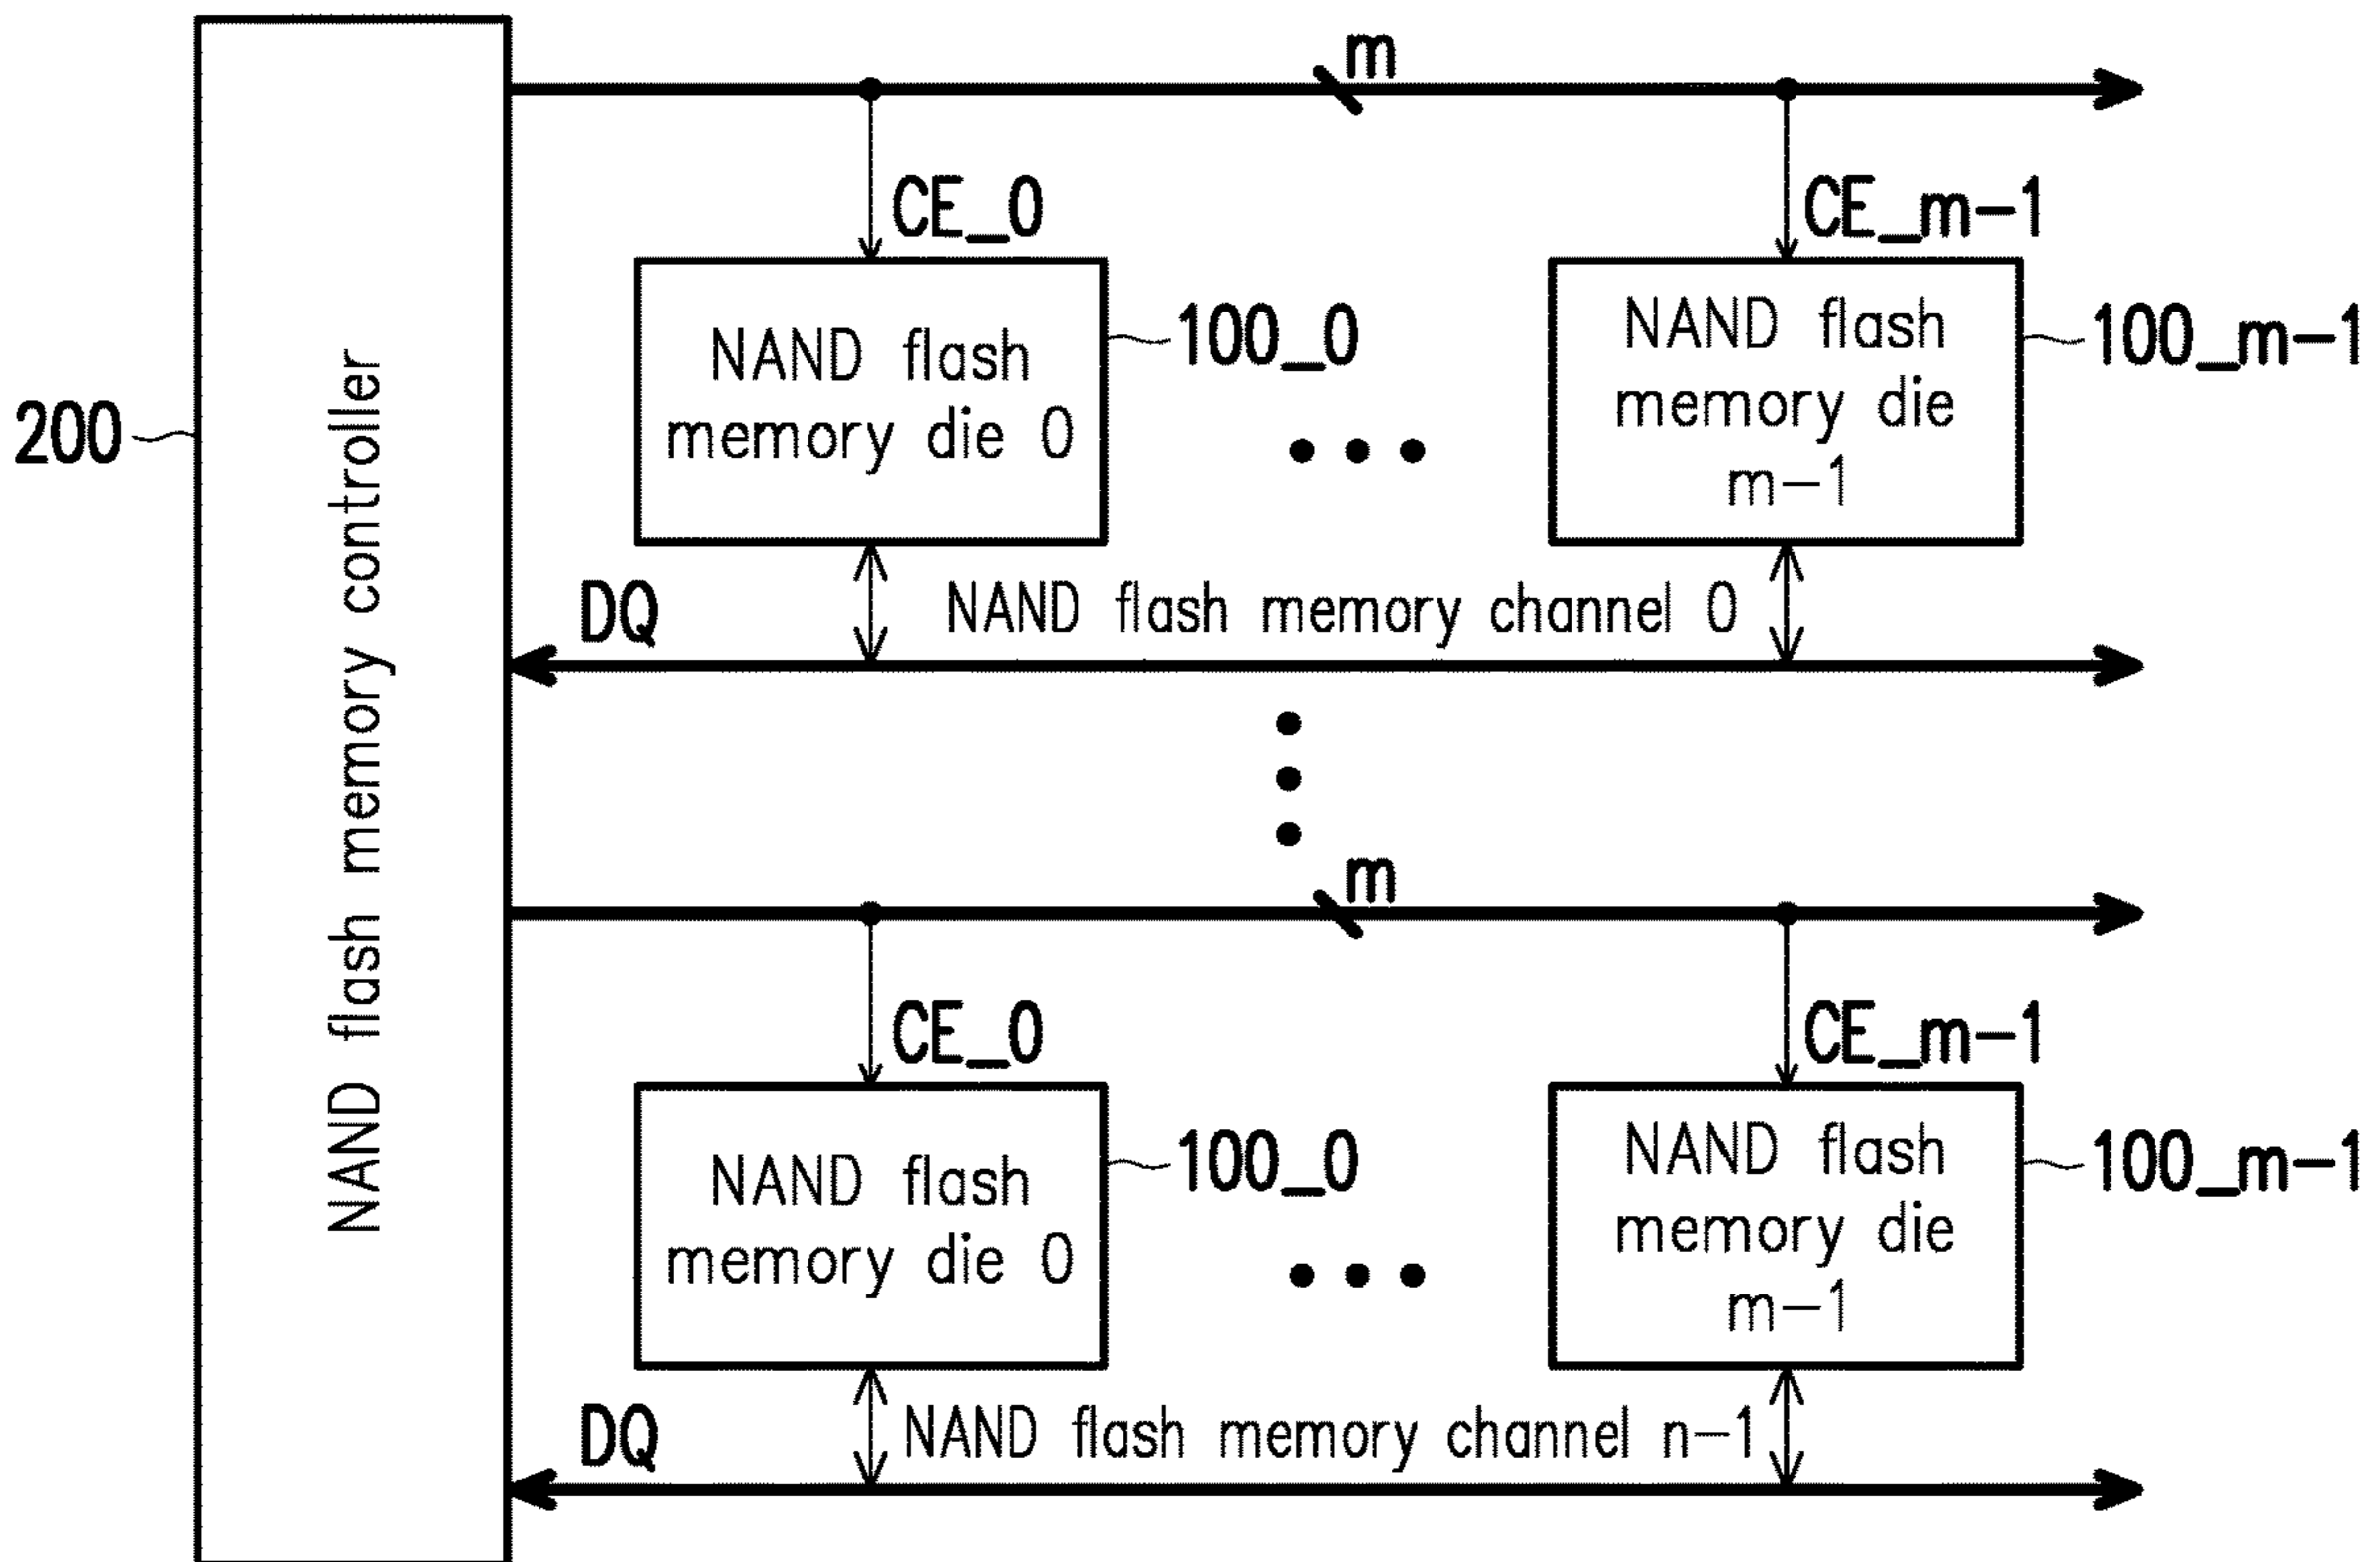 m
CE_0
CE_m-1
NAND flash
memory die 0
100_0
NAND flash
memory die
m-1
100_m-1
200
NAND flash memory controller
DQ
NAND flash memory channel 0
m
CE_0
CE_m-1
NAND flash
memory die 0
100_0
NAND flash
memory die
m-1
100_m-1
DQ
NAND flash memory channel n-1